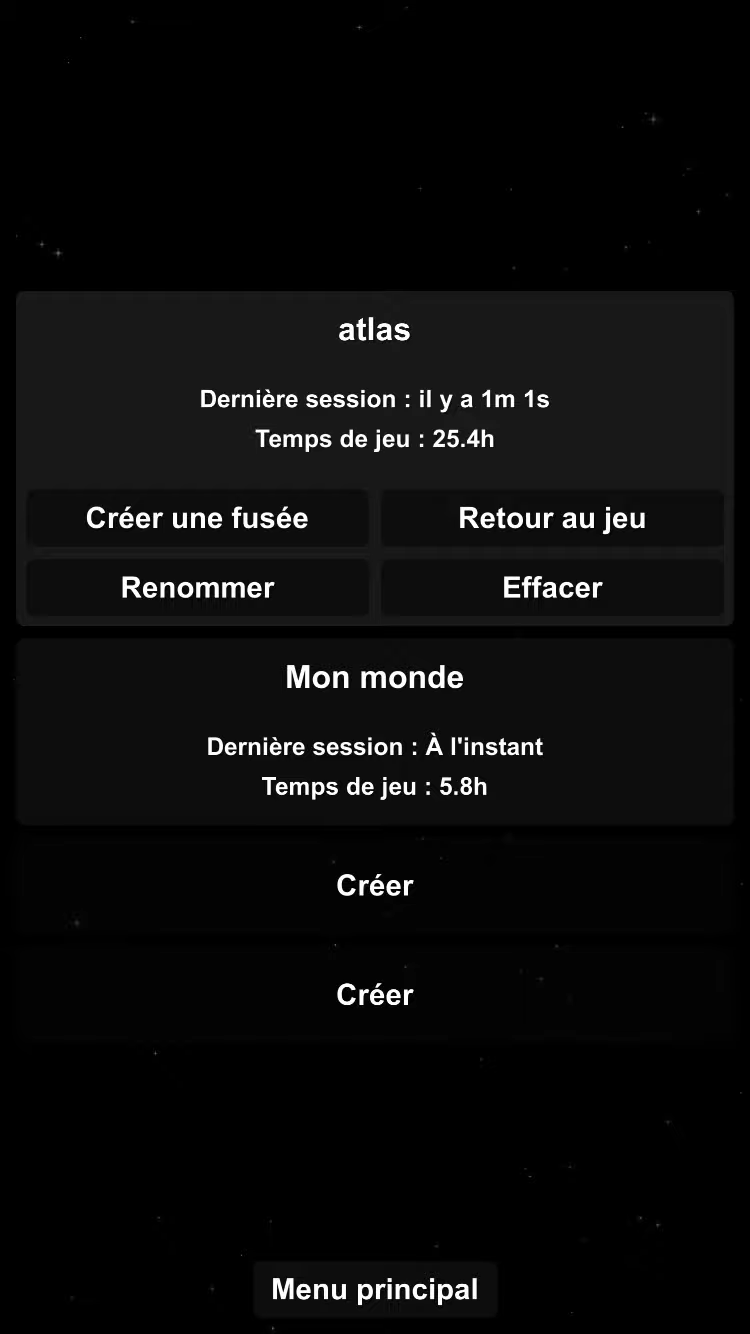 atlas
Dernière session : il y a 1m 1s
Temps de jeu : 25.4h
Créer une fusée
Retour au jeu
Renommer
Effacer
Mon monde
Dernière session : À l'instant
Temps de jeu : 5.8h
Créer
Créer
Menu principal